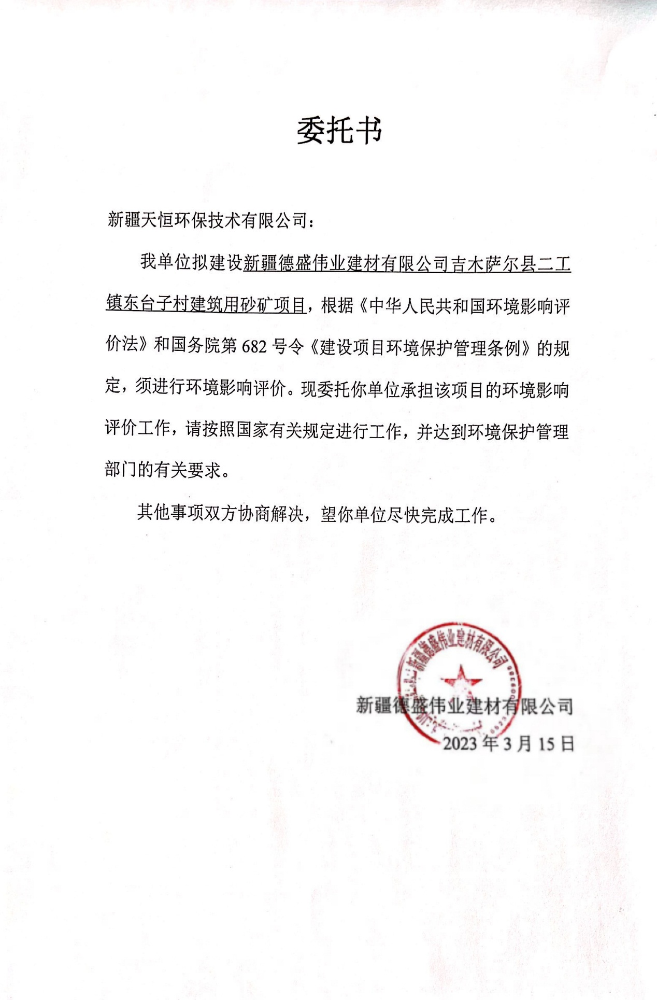 委托书
新疆天恒环保技术有限公司：
我单位拟建设新疆德盛伟业建材有限公司吉木萨尔县二工
镇东台子村建筑用砂矿项目，根据《中华人民共和国环境影响评
价法》和国务院第 682 号令《建设项目环境保护管理条例》的规
定，须进行环境影响评价。现委托你单位承担该项目的环境影响
评价工作，请按照国家有关规定进行工作，并达到环境保护管理
部门的有关要求。
其他事项双方协商解决，望你单位尽快完成工作。
新疆德盛伟业建材有限公司
新疆德盛伟业建材有限公司
2023 年 3 月 15 日